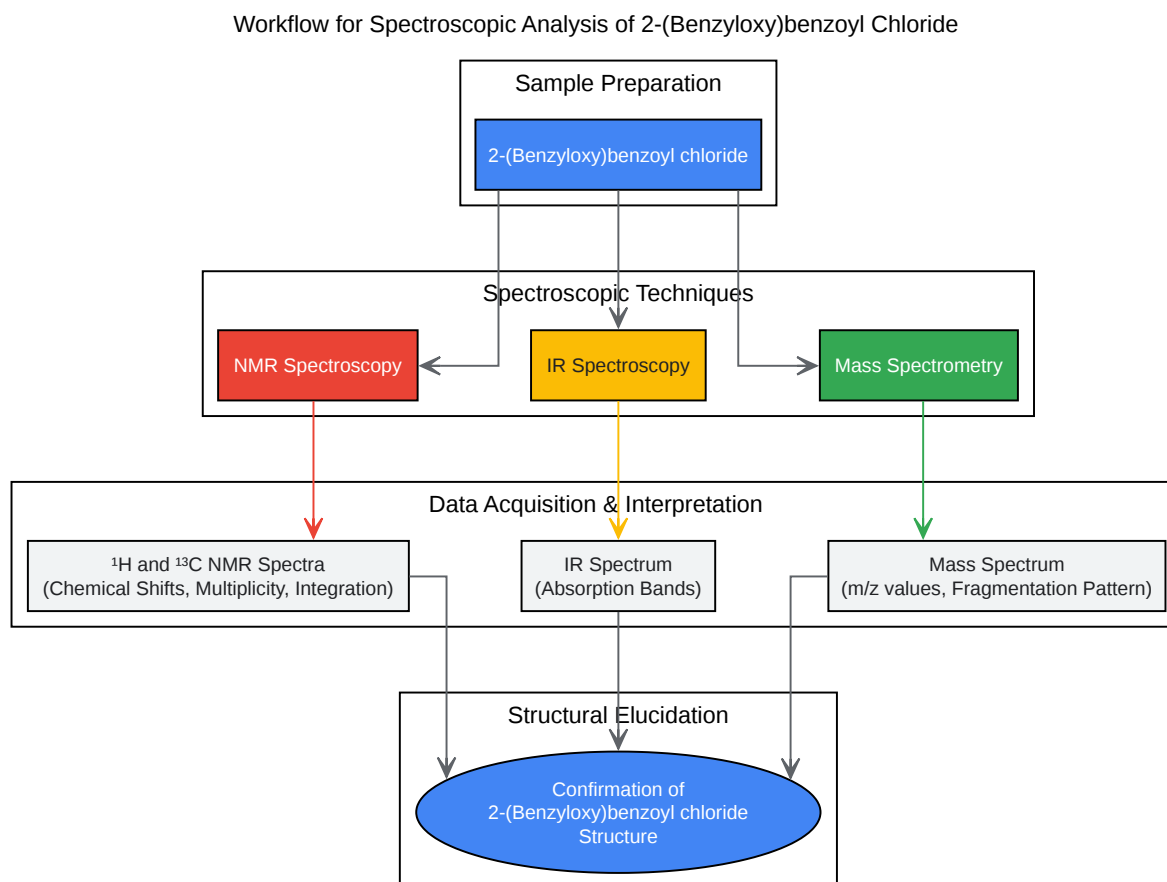 Workflow for Spectroscopic Analysis of 2-(Benzyloxy)benzoyl Chloride
Sample Preparation
2-(Benzyloxy)benzoyl chloride
Spectroscopic Techniques
NMR Spectroscopy
IR Spectroscopy
Mass Spectrometry
Data Acquisition & Interpretation
¹H and ¹³C NMR Spectra
(Chemical Shifts, Multiplicity, Integration)
IR Spectrum
(Absorption Bands)
Mass Spectrum
(m/z values, Fragmentation Pattern)
Structural Elucidation
Confirmation of
2-(Benzyloxy)benzoyl chloride
Structure